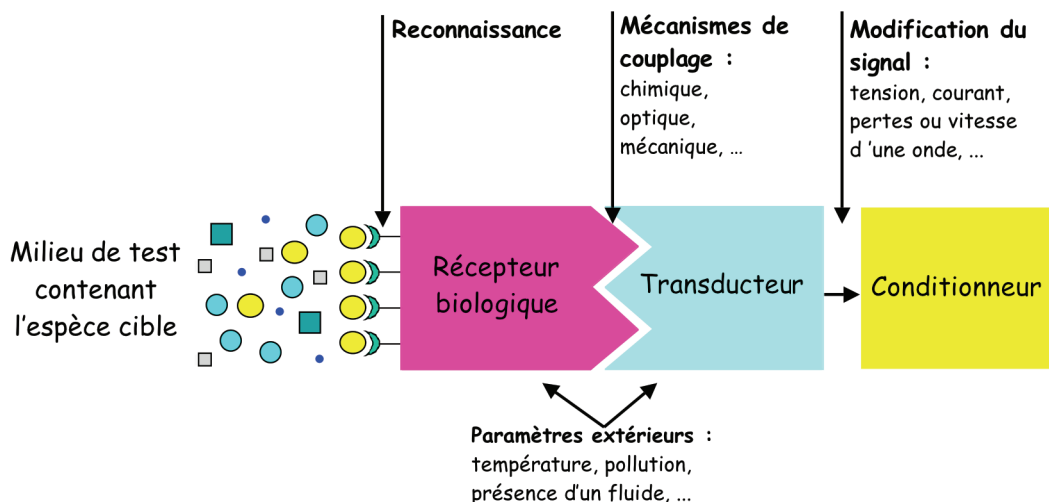 Reconnaissance
Mécanismes de
couplage :
chimique,
optique,
mécanique, ...
Modification du
signal :
tension, courant,
pertes ou vitesse
d 'une onde, ...
Milieu de test
contenant
l'espèce cible
Récepteur
biologique
Transducteur
Conditionneur
Paramètres extérieurs :
température, pollution,
présence d'un fluide, ...